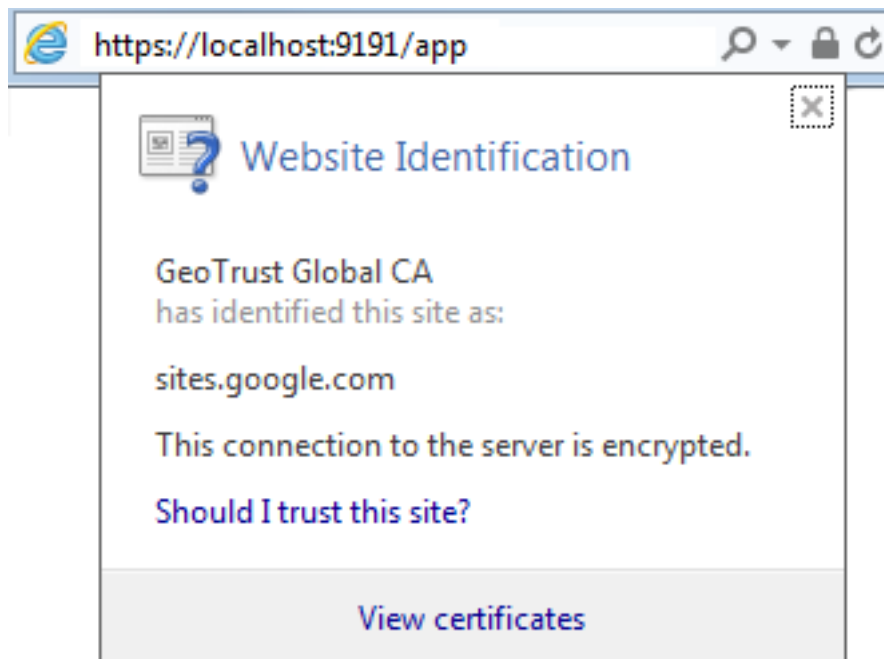 https://localhost:9191/app
Website Identification
GeoTrust Global CA
has identified this site as:
sites.google.com
This connection to the server is encrypted.
Should I trust this site?
View certificates